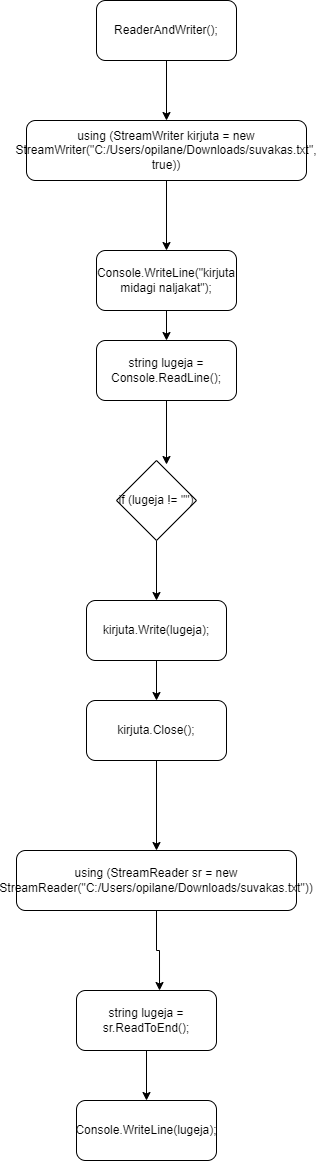 ReaderAndWriter();
using (StreamWriter kirjuta = new
StreamWriter("C:/Users/opilane/Downloads/suvakas.txt",
true))
Console.WriteLine("kirjuta
midagi naljakat");
string lugeja =
Console.ReadLine();
if (lugeja != "")
kirjuta.Write(lugeja);
kirjuta.Close();
using (StreamReader sr = new
StreamReader("C:/Users/opilane/Downloads/suvakas.txt"))
string lugeja =
sr.ReadToEnd();
Console.WriteLine(lugeja);